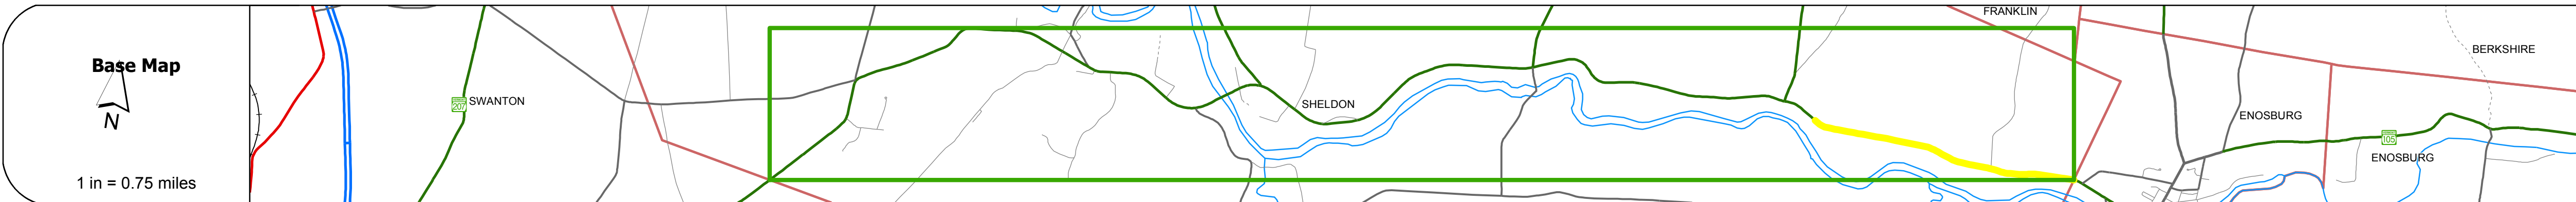 FRANKLIN
BERKSHIRE
Base Map
SWANTON
207
SHELDON
ENOSBURG
105
ENOSBURG
N
1 in = 0.75 miles